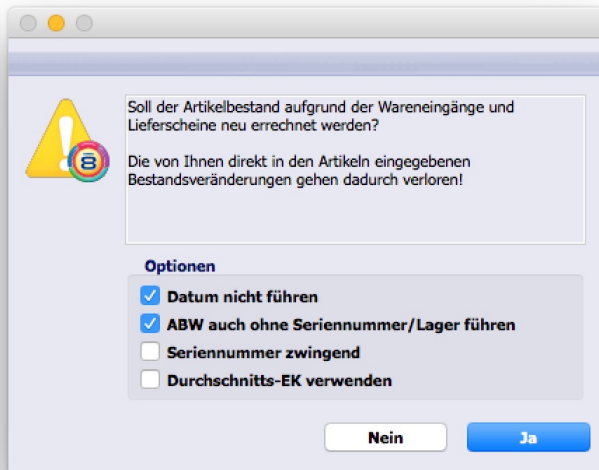 Soll der Artikelbestand aufgrund der Wareneingänge und
Lieferscheine neu errechnet werden?
Die von Ihnen direkt in den Artikeln eingegebenen
Bestandsveränderungen gehen dadurch verloren!
Optionen
Datum nicht führen
ABW auch ohne Seriennummer/Lager führen
Seriennummer zwingend
Durchschnitts-EK verwenden
Nein
Ja